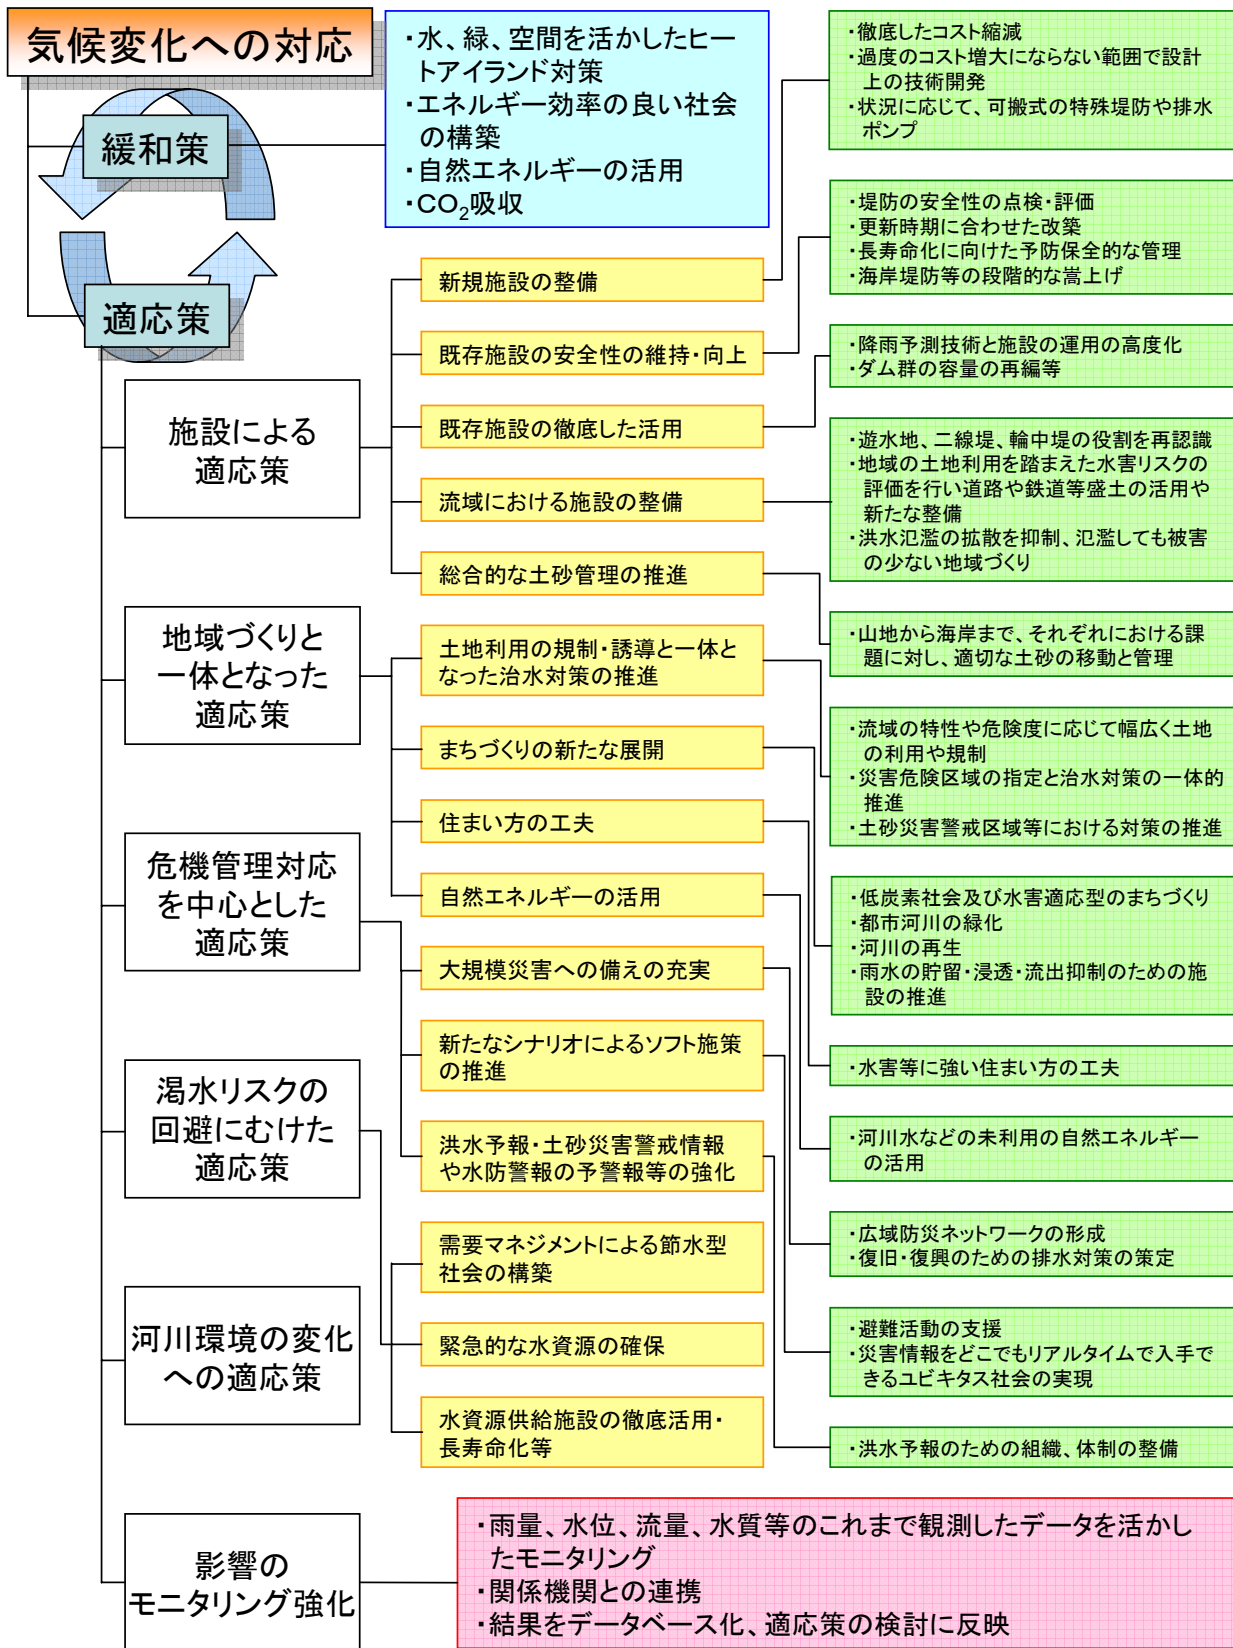 気候変化への対応
緩和策
適応策
・水、緑、空間を活かしたヒー
トアイランド対策
・エネルギー効率の良い社会
の構築
・自然エネルギーの活用
・CO₂吸収
施設による
適応策
地域づくりと
一体となった
適応策
危機管理対応
を中心とした
適応策
渇水リスクの
回避にむけた
適応策
河川環境の変化
への適応策
影響の
モニタリング強化
新規施設の整備
既存施設の安全性の維持・向上
既存施設の徹底した活用
流域における施設の整備
総合的な土砂管理の推進
土地利用の規制・誘導と一体と
なった治水対策の推進
まちづくりの新たな展開
住まい方の工夫
自然エネルギーの活用
大規模災害への備えの充実
新たなシナリオによるソフト施策
の推進
洪水予報・土砂災害警戒情報
や水防警報の予警報等の強化
需要マネジメントによる節水型
社会の構築
緊急的な水資源の確保
水資源供給施設の徹底活用・
長寿命化等
・徹底したコスト縮減
・過度のコスト増大にならない範囲で設計
上の技術開発
・状況に応じて、可搬式の特殊堤防や排水
ポンプ
・堤防の安全性の点検・評価
・更新時期に合わせた改築
・長寿命化に向けた予防保全的な管理
・海岸堤防等の段階的な嵩上げ
・降雨予測技術と施設の運用の高度化
・ダム群の容量の再編等
・遊水地、二線堤、輪中堤の役割を再認識
・地域の土地利用を踏まえた水害リスクの
評価を行い道路や鉄道等盛土の活用や
新たな整備
・洪水氾濫の拡散を抑制、氾濫しても被害
の少ない地域づくり
・山地から海岸まで、それぞれにおける課
題に対し、適切な土砂の移動と管理
・流域の特性や危険度に応じて幅広く土地
の利用や規制
・災害危険区域の指定と治水対策の一体的
推進
・土砂災害警戒区域等における対策の推進
・低炭素社会及び水害適応型のまちづくり
・都市河川の緑化
・河川の再生
・雨水の貯留・浸透・流出抑制のための施
設の推進
・水害等に強い住まい方の工夫
・河川水などの未利用の自然エネルギー
の活用
・広域防災ネットワークの形成
・復旧・復興のための排水対策の策定
・避難活動の支援
・災害情報をどこでもリアルタイムで入手で
きるユビキタス社会の実現
・洪水予報のための組織、体制の整備
・雨量、水位、流量、水質等のこれまで観測したデータを活かし
たモニタリング
・関係機関との連携
・結果をデータベース化、適応策の検討に反映